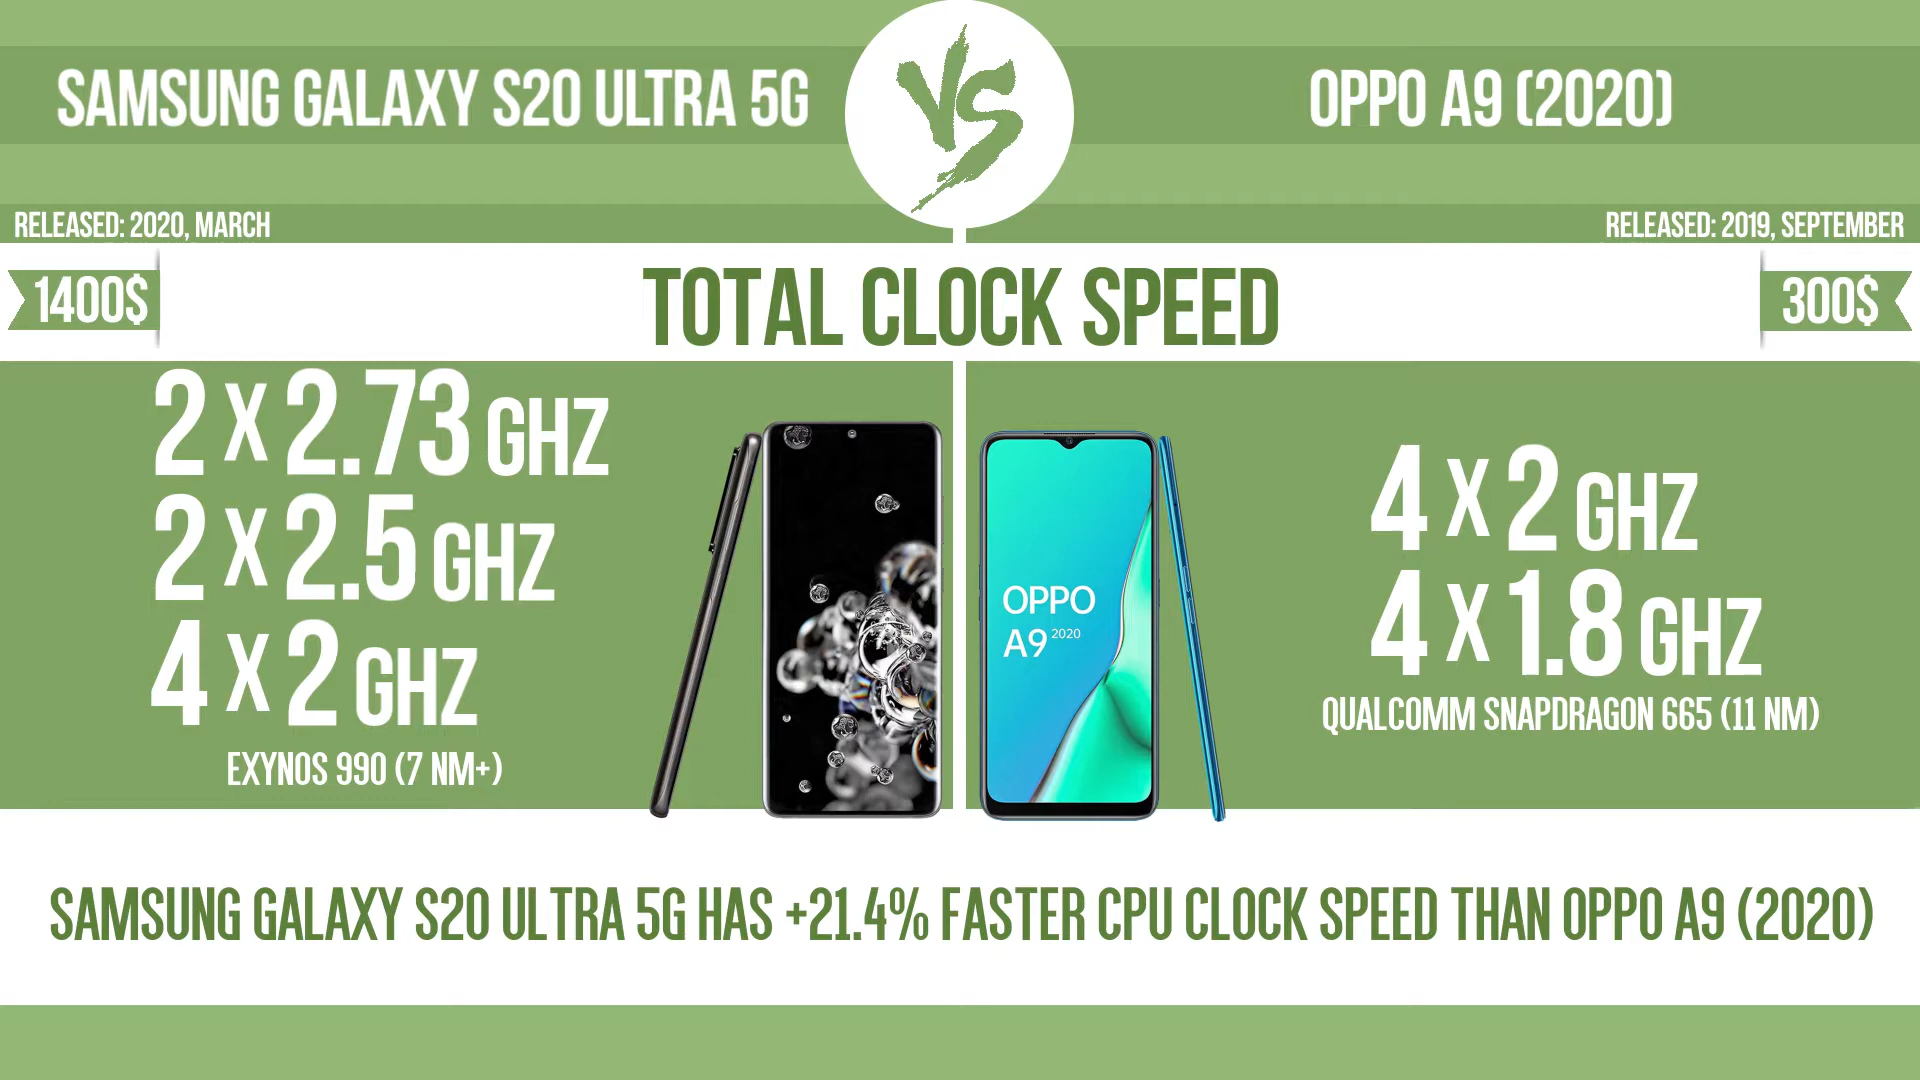 SAMSUNG GALAXY S20 ULTRA 5G
VS
OPPO A9 (2020)
RELEASED: 2020, MARCH
RELEASED: 2019, SEPTEMBER
1400$
TOTAL CLOCK SPEED
300$
2 X 2.73 GHZ
2 X 2.5 GHZ
4 X 2 GHZ
EXYNOS 990 (7 NM+)
OPPO
A9 2020
4 X 2 GHZ
4 X 1.8 GHZ
QUALCOMM SNAPDRAGON 665 (11 NM)
SAMSUNG GALAXY S20 ULTRA 5G HAS +21.4% FASTER CPU CLOCK SPEED THAN OPPO A9 (2020)